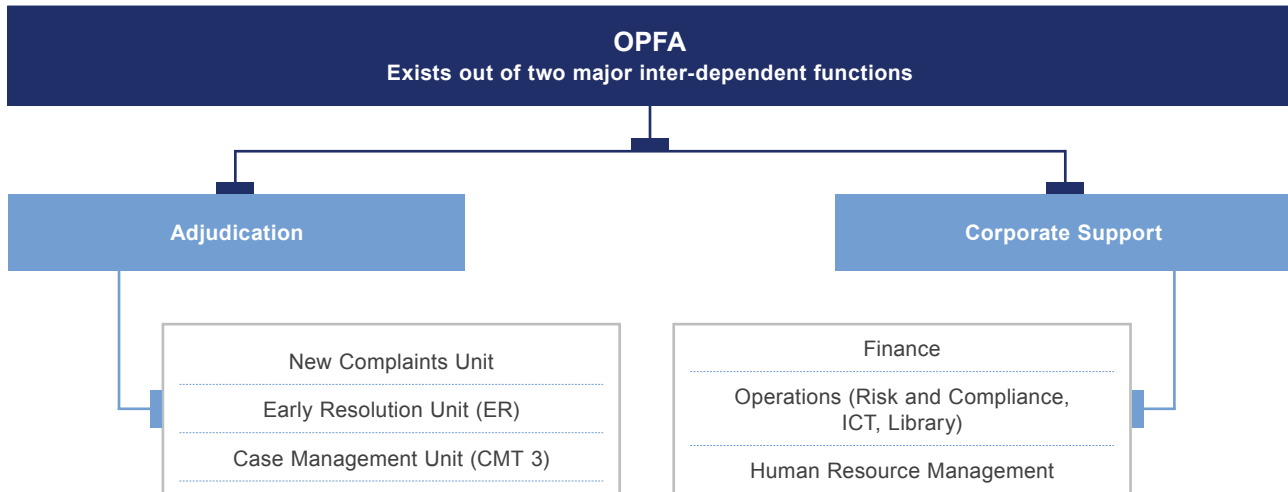 OPFA
Exists out of two major inter-dependent functions
Adjudication
Corporate Support
New Complaints Unit
Early Resolution Unit (ER)
Case Management Unit (CMT 3)
Finance
Operations (Risk and Compliance,
ICT, Library)
Human Resource Management